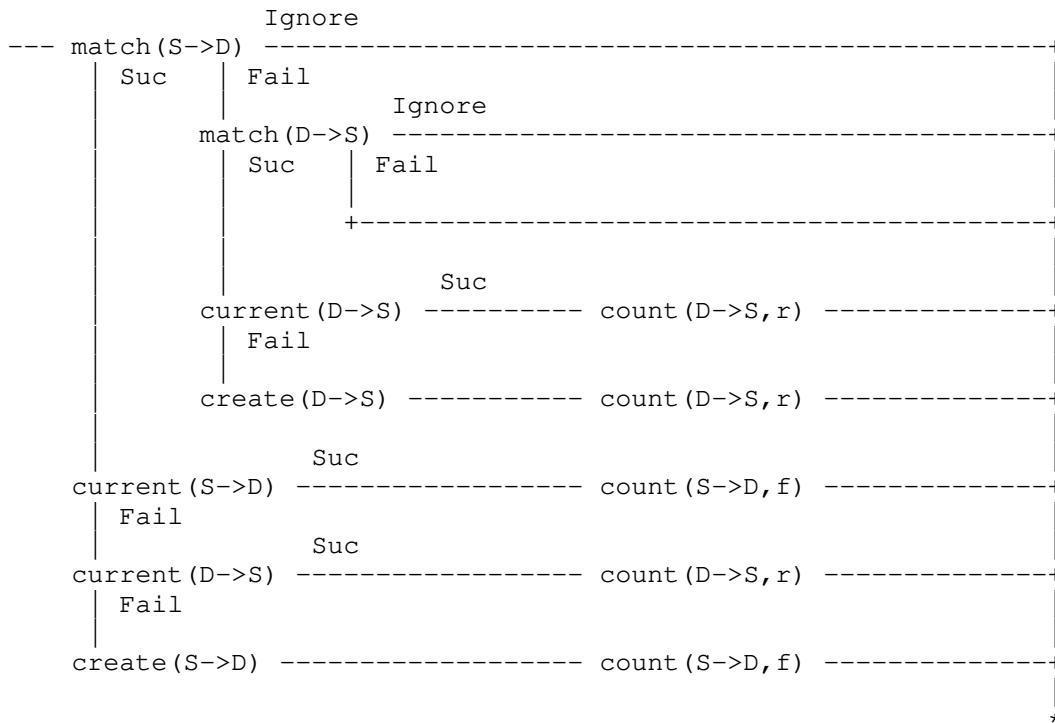 Ignore
--- match(S->D) -------------------------------------------------+
| Suc | Fail |
| | Ignore |
| match(D->S) -----------------------------------------+
| | Suc | Fail |
| | | |
| | +-------------------------------------------+
| | |
| | Suc |
| current(D->S) ---------- count(D->S,r) --------------+
| | Fail |
| | |
| create(D->S) ----------- count(D->S,r) --------------+
| |
| Suc |
current(S->D) ------------------ count(S->D,f) --------------+
| Fail |
| Suc |
current(D->S) ------------------ count(D->S,r) --------------+
| Fail |
| |
create(S->D) ------------------- count(S->D,f) --------------+
|
*